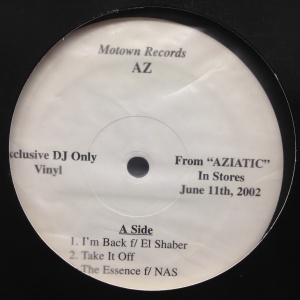 Motown Records
AZ
xclusive DJ Only
Vinyl
From "AZIATIC"
In Stores
June 11th, 2002
A Side
1. I'm Back f/ El Shaber
2. Take It Off
The Essence f/ NAS